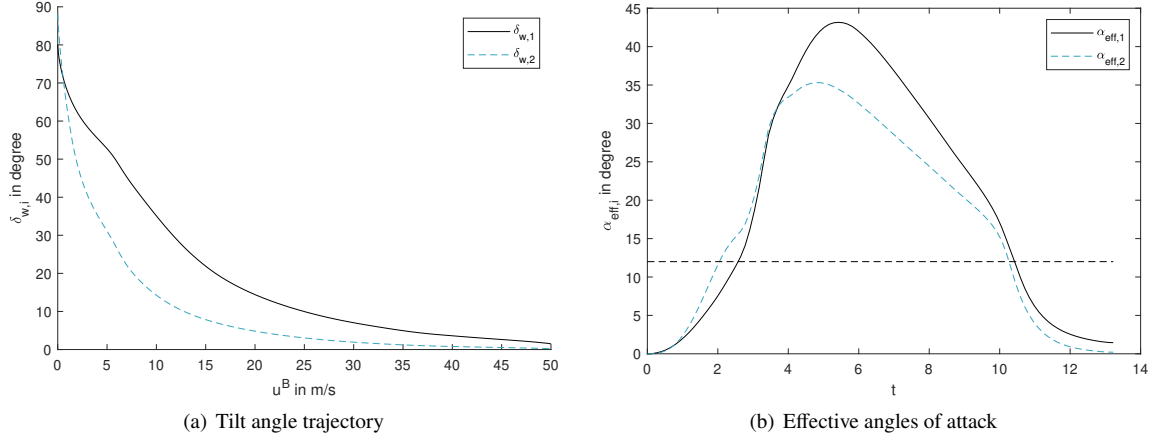 90
80
70
60
50
40
30
20
10
0
δw,i in degree
0 5 10 15 20 25 30 35 40 45 50
u^B in m/s
δw,1
δw,2
(a) Tilt angle trajectory
45
40
35
30
25
20
15
10
5
0
αeff,i in degree
0 2 4 6 8 10 12 14
t
αeff,1
αeff,2
(b) Effective angles of attack